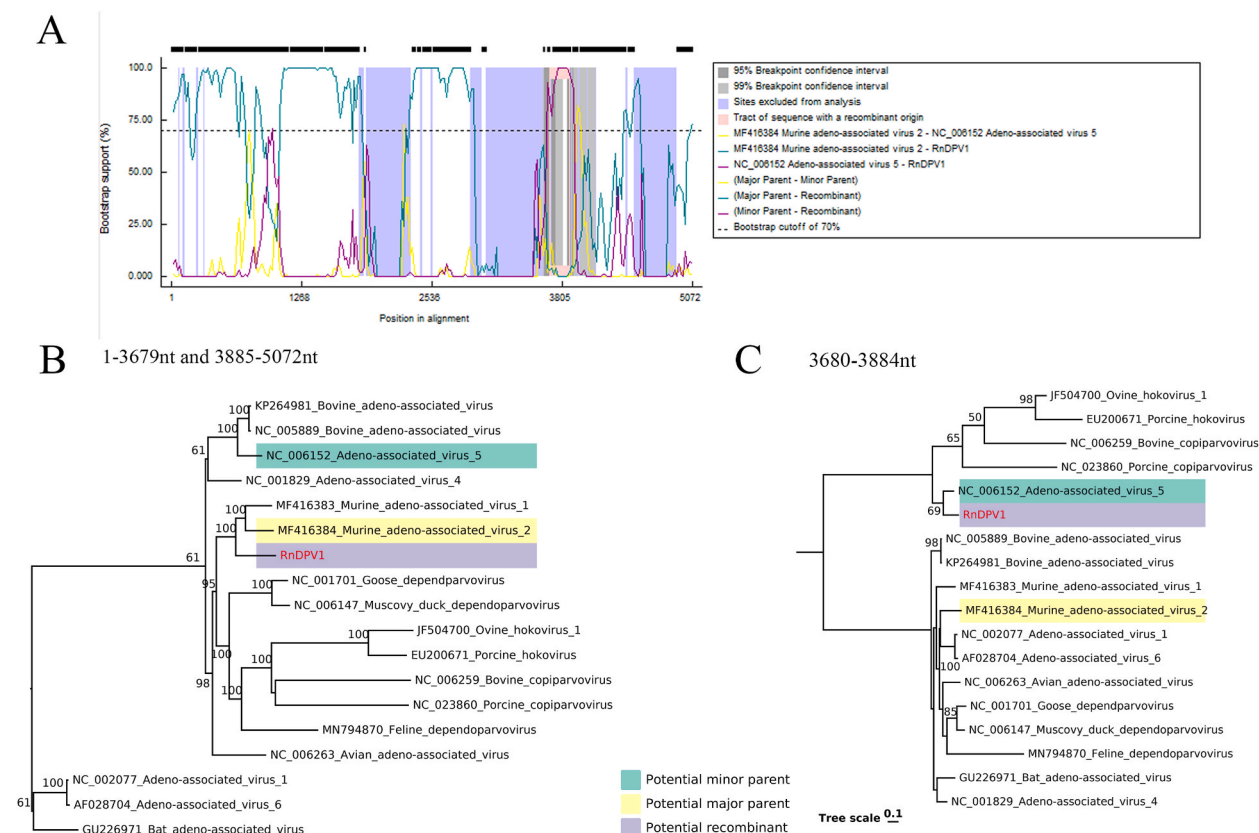 A
100.0
75.00
50.00
25.00
0.000
Bootstrap support (%)
1
1268
2536
3805
5072
Position in alignment
95% Breakpoint confidence interval
99% Breakpoint confidence interval
Sites excluded from analysis
Tract of sequence with a recombinant origin
MF416384 Murine adeno-associated virus 2 - NC_006152 Adeno-associated virus 5
MF416384 Murine adeno-associated virus 2 - RnDPV1
NC_006152 Adeno-associated virus 5 - RnDPV1
(Major Parent - Minor Parent)
(Major Parent - Recombinant)
(Minor Parent - Recombinant)
Bootstrap cutoff of 70%
B
1-3679nt and 3885-5072nt
100
KP264981_Bovine_adeno-associated_virus
100
NC_005889_Bovine_adeno-associated_virus
61
NC_006152_Adeno-associated_virus_5
NC_001829_Adeno-associated_virus_4
100
MF416383_Murine_adeno-associated_virus_1
100
MF416384_Murine_adeno-associated_virus_2
61
RnDPV1
95
100
NC_001701_Goose_dependparvovirus
NC_006147_Muscovy_duck_dependoparvovirus
100
JF504700_Ovine_hokovirus_1
100
100
EU200671_Porcine_hokovirus
98
100
NC_006259_Bovine_copiparvovirus
NC_023860_Porcine_copiparvovirus
MN794870_Feline_dependoparvovirus
NC_006263_Avian_adeno-associated_virus
NC_002077_Adeno-associated_virus_1
61
AF028704_Adeno-associated_virus_6
GU226971_Bat_adeno-associated_virus
C
3680-3884nt
98
JF504700_Ovine_hokovirus_1
50
EU200671_Porcine_hokovirus
65
NC_006259_Bovine_copiparvovirus
NC_023860_Porcine_copiparvovirus
NC_006152_Adeno-associated_virus_5
69
RnDPV1
98
NC_005889_Bovine_adeno-associated_virus
KP264981_Bovine_adeno-associated_virus
MF416383_Murine_adeno-associated_virus_1
MF416384_Murine_adeno-associated_virus_2
NC_002077_Adeno-associated_virus_1
100
AF028704_Adeno-associated_virus_6
NC_006263_Avian_adeno-associated_virus
85
NC_001701_Goose_dependparvovirus
NC_006147_Muscovy_duck_dependoparvovirus
MN794870_Feline_dependoparvovirus
GU226971_Bat_adeno-associated_virus
NC_001829_Adeno-associated_virus_4
Potential minor parent
Potential major parent
Potential recombinant
Tree scale 0.1